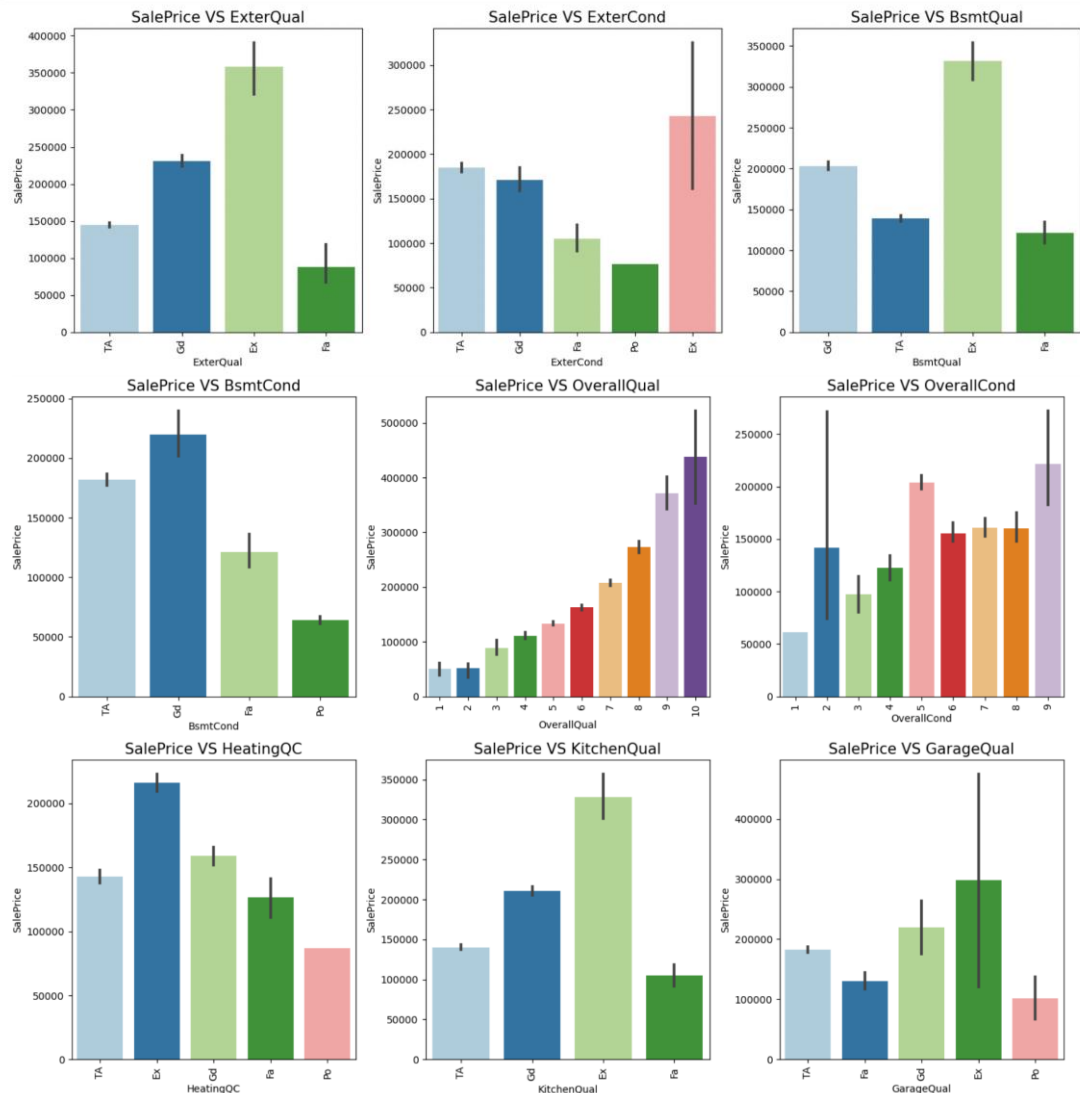 SalePrice VS ExterQual
400000
350000
300000
250000
200000
150000
100000
50000
0
SalePrice
TA Gd Ex Fa
ExterQual
SalePrice VS ExterCond
300000
250000
200000
150000
100000
50000
0
SalePrice
TA Gd Fa Po Ex
ExterCond
SalePrice VS BsmtQual
350000
300000
250000
200000
150000
100000
50000
0
SalePrice
Gd TA Ex Fa
BsmtQual
SalePrice VS BsmtCond
250000
200000
150000
100000
50000
0
SalePrice
TA Gd Fa Po
BsmtCond
SalePrice VS OverallQual
500000
400000
300000
200000
100000
0
SalePrice
1 2 3 4 5 6 7 8 9 10
OverallQual
SalePrice VS OverallCond
250000
200000
150000
100000
50000
0
SalePrice
1 2 3 4 5 6 7 8 9
OverallCond
SalePrice VS HeatingQC
200000
150000
100000
50000
0
SalePrice
TA Ex Gd Fa Po
HeatingQC
SalePrice VS KitchenQual
350000
300000
250000
200000
150000
100000
50000
0
SalePrice
TA Gd Ex Fa
KitchenQual
SalePrice VS GarageQual
400000
300000
200000
100000
0
SalePrice
TA Fa Gd Ex Po
GarageQual